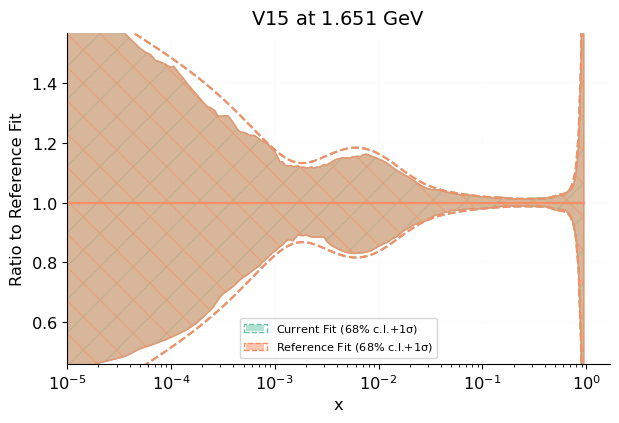 V15 at 1.651 GeV
Ratio to Reference Fit
1.4
1.2
1.0
0.8
0.6
Current Fit (68% c.l.+1σ)
Reference Fit (68% c.l.+1σ)
10⁻⁵ 10⁻⁴ 10⁻³ 10⁻² 10⁻¹ 10⁰
x